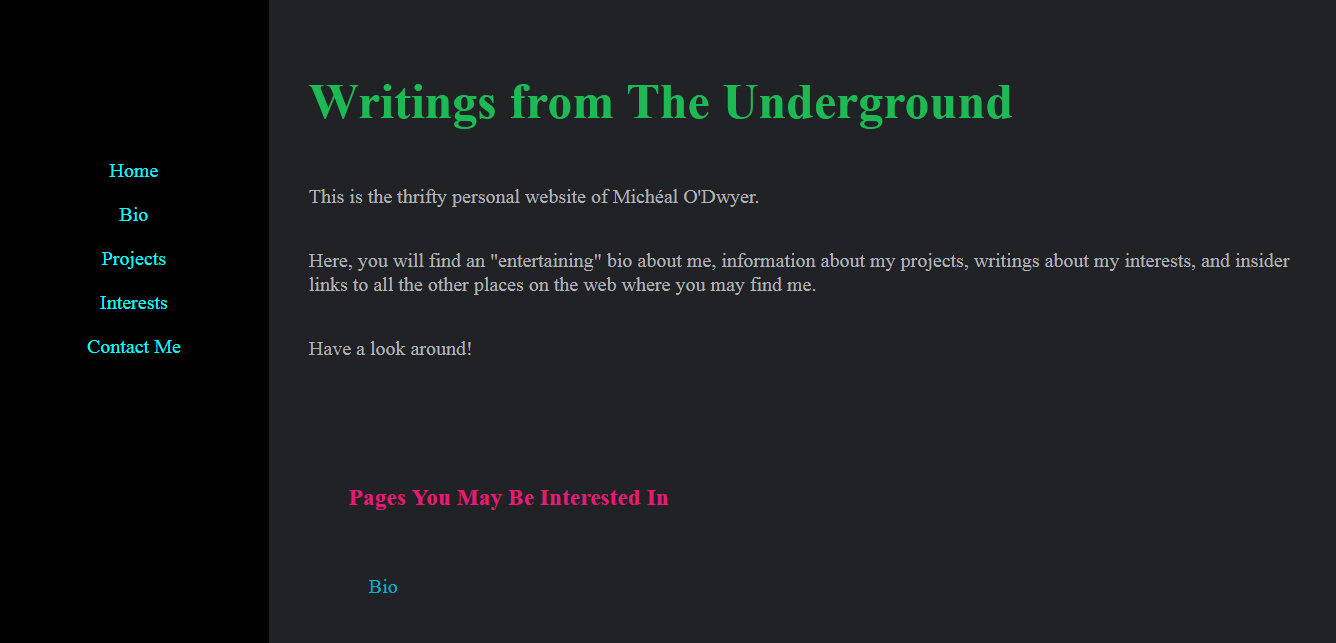 Home
Bio
Projects
Interests
Contact Me
Writings from The Underground
This is the thrifty personal website of Michéal O'Dwyer.
Here, you will find an "entertaining" bio about me, information about my projects, writings about my interests, and insider
links to all the other places on the web where you may find me.
Have a look around!
Pages You May Be Interested In
Bio